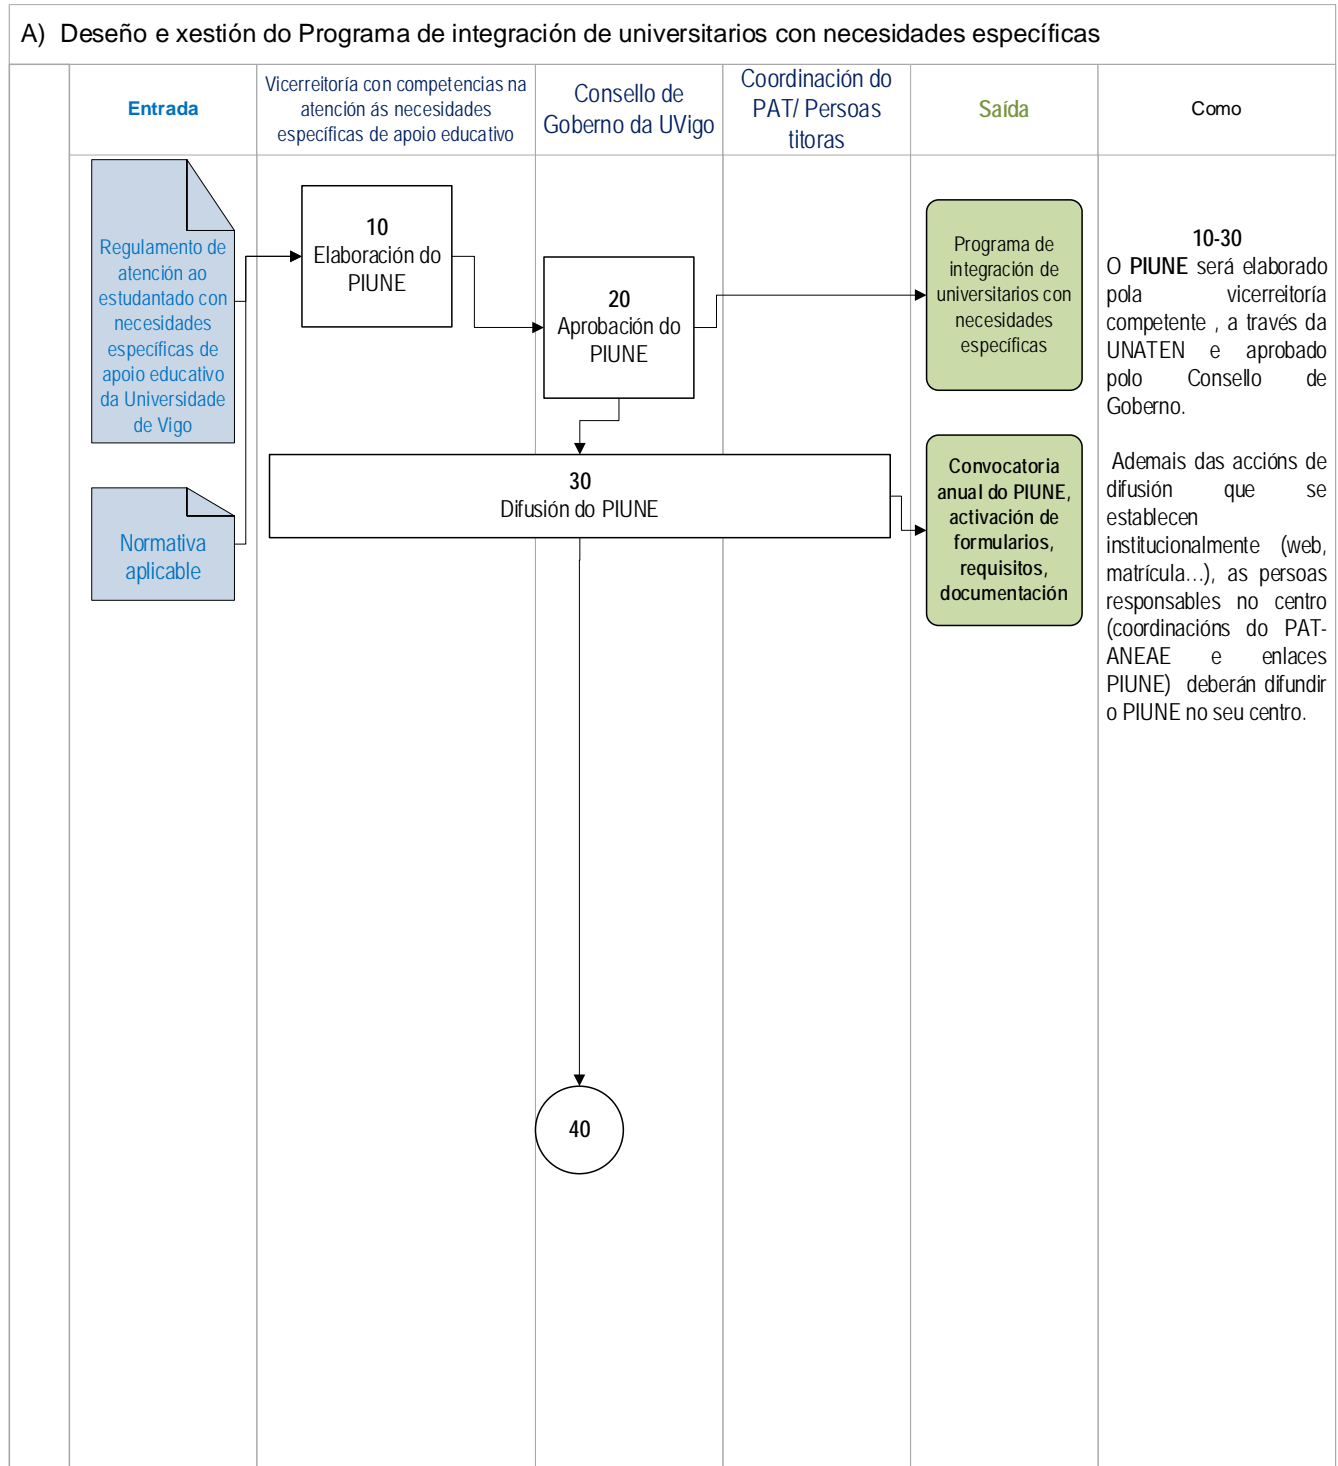 A) Deseño e xestión do Programa de integración de universitarios con necesidades específicas
Entrada
Vicerreitoría con competencias na
atención ás necesidades
específicas de apoio educativo
Consello de
Goberno da UVigo
Coordinación do
PAT/ Persoas
titoras
Saída
Como
Regulamento de
atención ao
estudantado con
necesidades
específicas de
apoio educativo
da Universidade
de Vigo
Normativa
aplicable
10
Elaboración do
PIUNE
20
Aprobación do
PIUNE
30
Difusión do PIUNE
40
Programa de
integración de
universitarios con
necesidades
específicas
Convocatoria
anual do PIUNE,
activación de
formularios,
requisitos,
documentación
10-30
O PIUNE será elaborado
pola vicerreitoría
competente , a través da
UNATEN e aprobado
polo Consello de
Goberno.
Ademais das accións de
difusión que se
establecen
institucionalmente (web,
matrícula...), as persoas
responsables no centro
(coordinacións do PAT-
ANEAE e enlaces
PIUNE) deberán difundir
o PIUNE no seu centro.